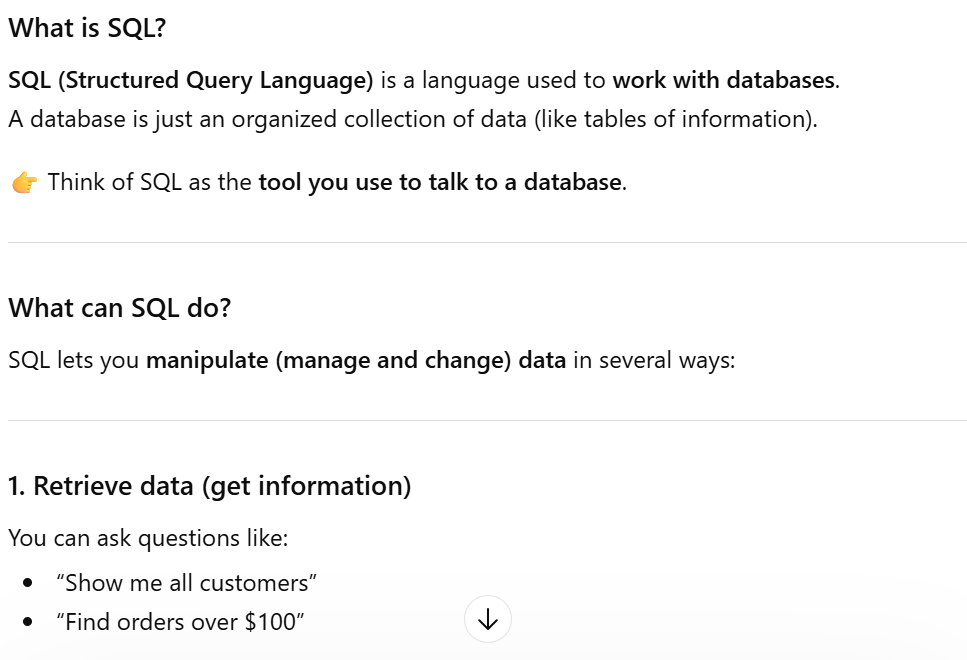 What is SQL?
SQL (Structured Query Language) is a language used to work with databases.
A database is just an organized collection of data (like tables of information).
👉 Think of SQL as the tool you use to talk to a database.
What can SQL do?
SQL lets you manipulate (manage and change) data in several ways:
1. Retrieve data (get information)
You can ask questions like:
• “Show me all customers”
• “Find orders over $100”